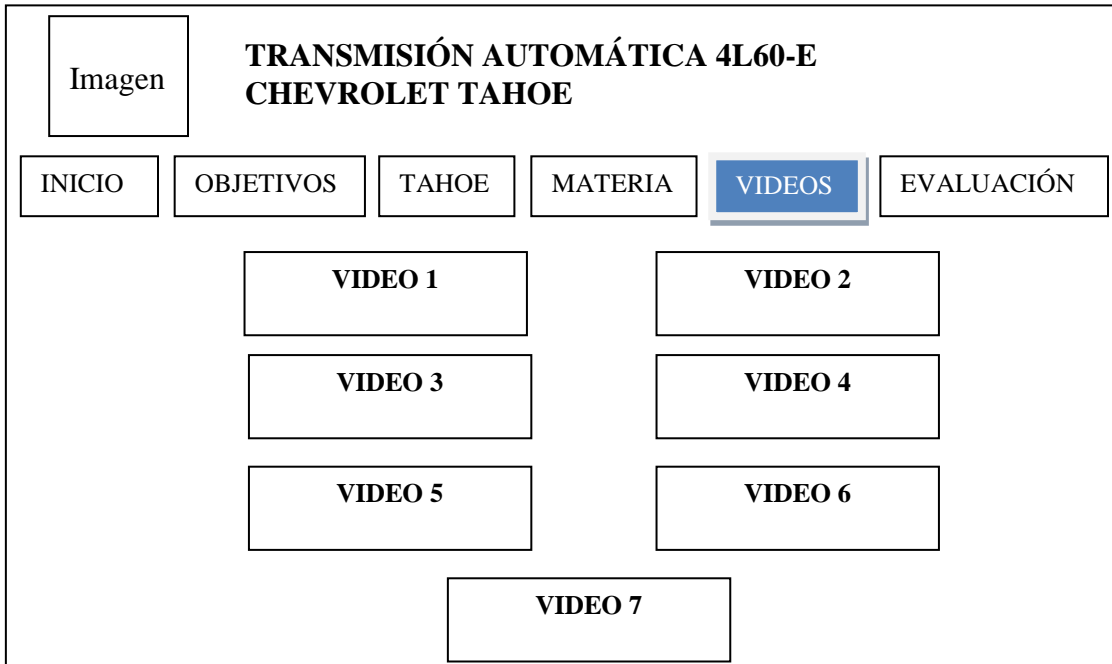 Imagen
TRANSMISIÓN AUTOMÁTICA 4L60-E
CHEVROLET TAHOE
INICIO
OBJETIVOS
TAHOE
MATERIA
VIDEOS
EVALUACIÓN
VIDEO 1
VIDEO 2
VIDEO 3
VIDEO 4
VIDEO 5
VIDEO 6
VIDEO 7